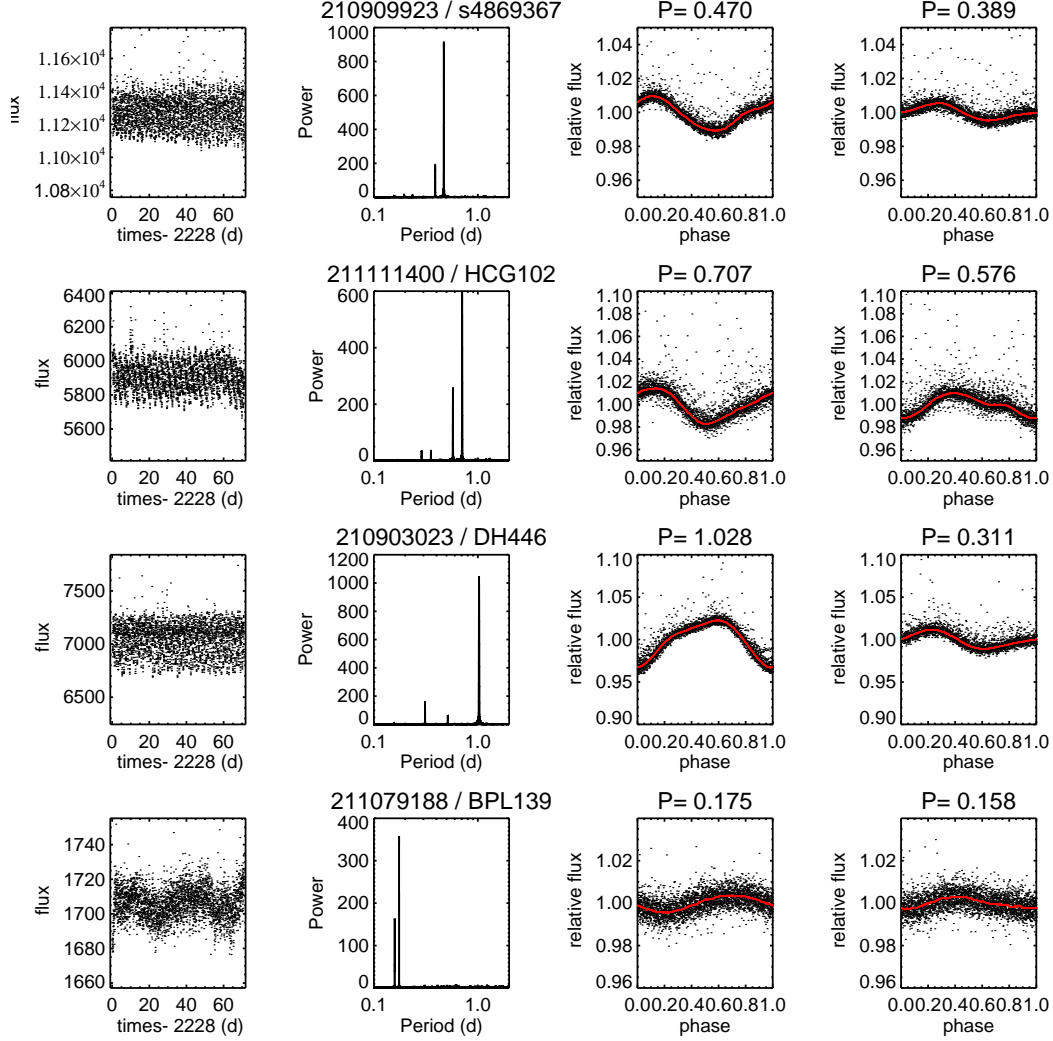 210909923 / s4869367
P= 0.470
P= 0.389
flux
1.16×10⁴
1.14×10⁴
1.12×10⁴
1.10×10⁴
1.08×10⁴
0 20 40 60
times- 2228 (d)
Power
1000
800
600
400
200
0
0.1 1.0
Period (d)
relative flux
1.04
1.02
1.00
0.98
0.96
0.00.20.40.60.81.0
phase
relative flux
1.04
1.02
1.00
0.98
0.96
0.00.20.40.60.81.0
phase
211111400 / HCG102
P= 0.707
P= 0.576
flux
6400
6200
6000
5800
5600
0 20 40 60
times- 2228 (d)
Power
600
400
200
0
0.1 1.0
Period (d)
relative flux
1.10
1.08
1.06
1.04
1.02
1.00
0.98
0.96
0.00.20.40.60.81.0
phase
relative flux
1.10
1.08
1.06
1.04
1.02
1.00
0.98
0.96
0.00.20.40.60.81.0
phase
210903023 / DH446
P= 1.028
P= 0.311
flux
7500
7000
6500
0 20 40 60
times- 2228 (d)
Power
1200
1000
800
600
400
200
0
0.1 1.0
Period (d)
relative flux
1.10
1.05
1.00
0.95
0.90
0.00.20.40.60.81.0
phase
relative flux
1.10
1.05
1.00
0.95
0.90
0.00.20.40.60.81.0
phase
211079188 / BPL139
P= 0.175
P= 0.158
flux
1740
1720
1700
1680
1660
0 20 40 60
times- 2228 (d)
Power
400
300
200
100
0
0.1 1.0
Period (d)
relative flux
1.02
1.00
0.98
0.96
0.00.20.40.60.81.0
phase
relative flux
1.02
1.00
0.98
0.96
0.00.20.40.60.81.0
phase